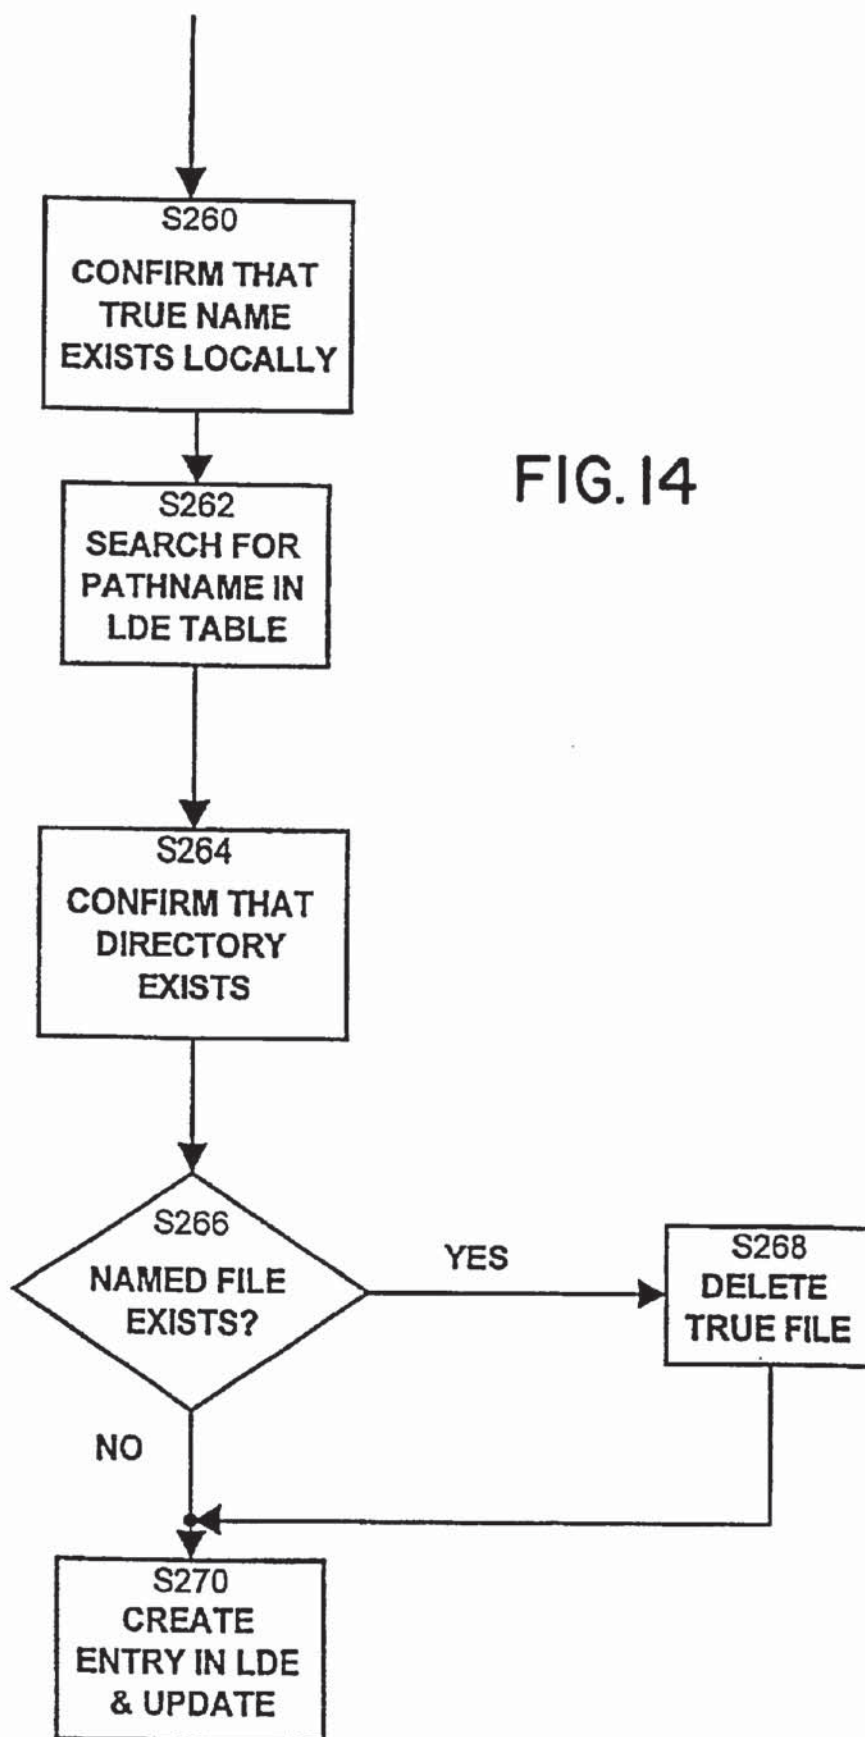 S260
CONFIRM THAT
TRUE NAME
EXISTS LOCALLY
FIG. 14
S262
SEARCH FOR
PATHNAME IN
LDE TABLE
S264
CONFIRM THAT
DIRECTORY
EXISTS
S266
NAMED FILE
EXISTS?
YES
S268
DELETE
TRUE FILE
NO
S270
CREATE
ENTRY IN LDE
& UPDATE